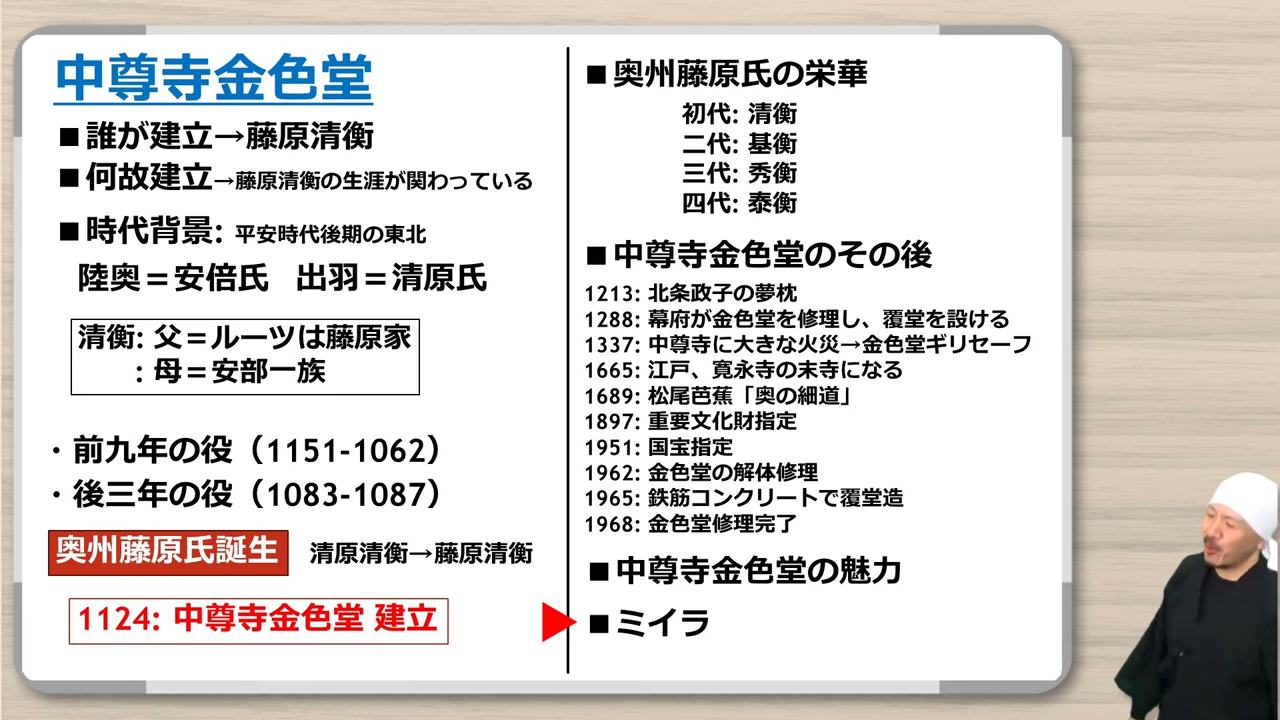 中尊寺金色堂
■誰が建立→藤原清衡
■何故建立→藤原清衡の生涯が関わっている
■時代背景: 平安時代後期の東北
陸奥＝安倍氏 出羽＝清原氏
清衡: 父＝ルーツは藤原家
: 母＝安部一族
・前九年の役（1151-1062）
・後三年の役（1083-1087）
奥州藤原氏誕生 清原清衡→藤原清衡
1124: 中尊寺金色堂 建立
■奥州藤原氏の栄華
初代: 清衡
二代: 基衡
三代: 秀衡
四代: 泰衡
■中尊寺金色堂のその後
1213: 北条政子の夢枕
1288: 幕府が金色堂を修理し、覆堂を設ける
1337: 中尊寺に大きな火災→金色堂ギリセーフ
1665: 江戸、寛永寺の末寺になる
1689: 松尾芭蕉「奥の細道」
1897: 重要文化財指定
1951: 国宝指定
1962: 金色堂の解体修理
1965: 鉄筋コンクリートで覆堂造
1968: 金色堂修理完了
■中尊寺金色堂の魅力
■ミイラ